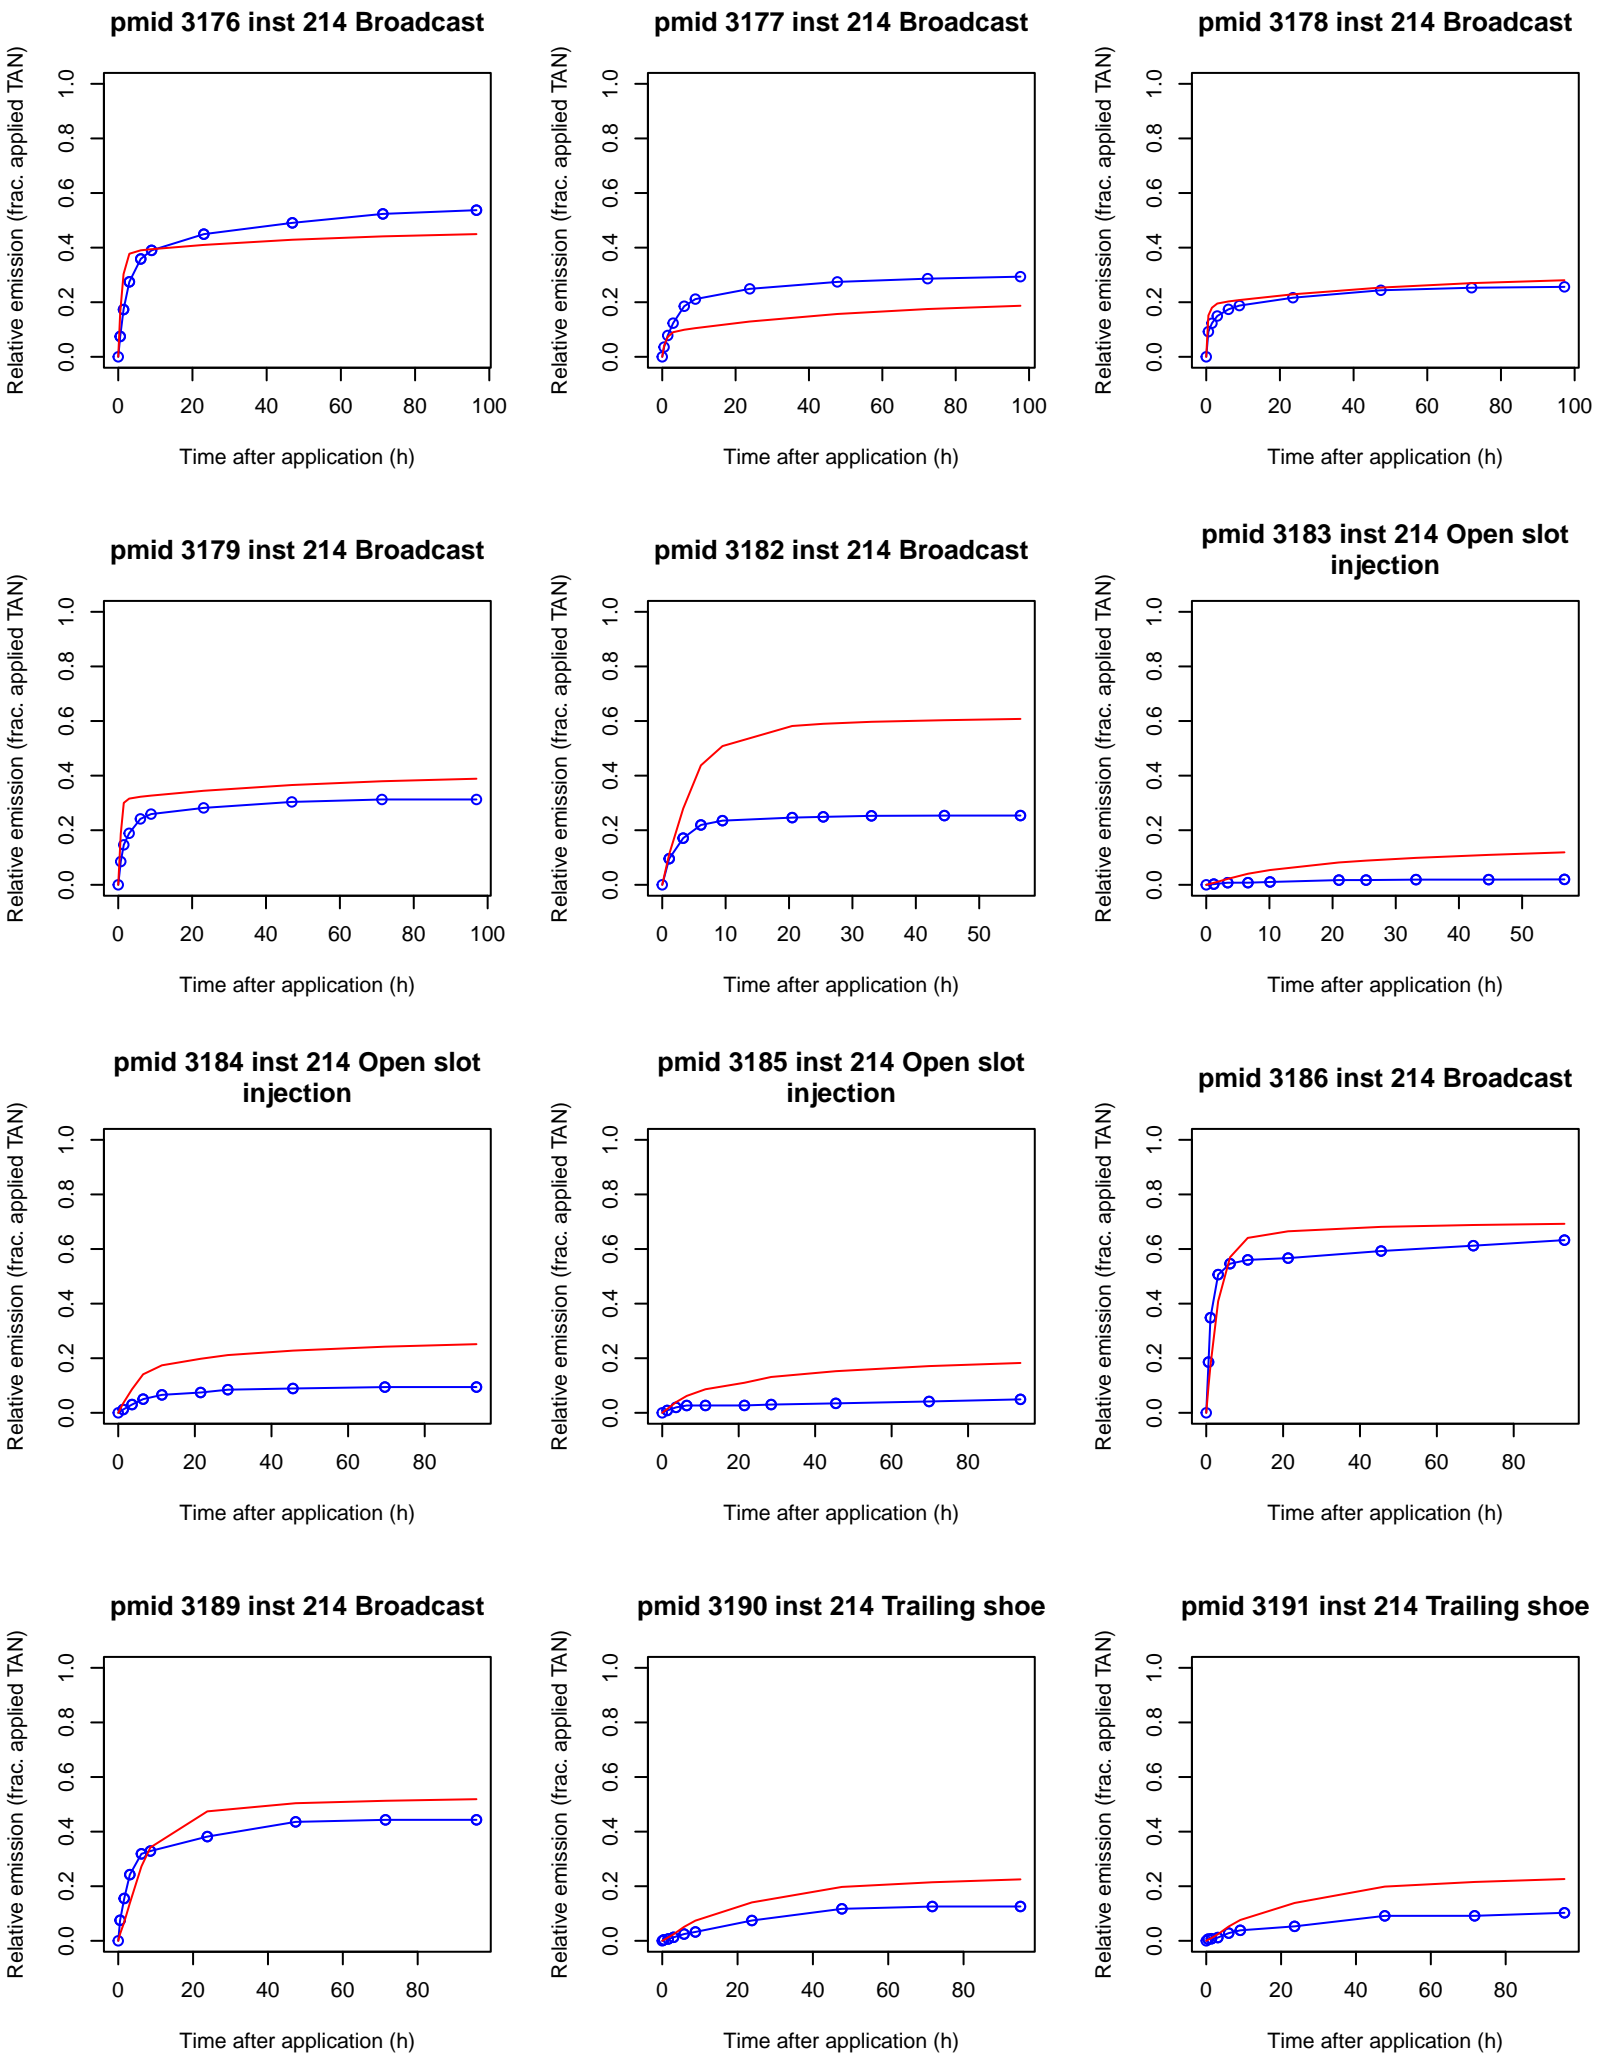 pmid 3176 inst 214 Broadcast
Relative emission (frac. applied TAN)
1.0
0.8
0.6
0.4
0.2
0.0
0 20 40 60 80 100
Time after application (h)
pmid 3177 inst 214 Broadcast
Relative emission (frac. applied TAN)
1.0
0.8
0.6
0.4
0.2
0.0
0 20 40 60 80 100
Time after application (h)
pmid 3178 inst 214 Broadcast
Relative emission (frac. applied TAN)
1.0
0.8
0.6
0.4
0.2
0.0
0 20 40 60 80 100
Time after application (h)
pmid 3179 inst 214 Broadcast
Relative emission (frac. applied TAN)
1.0
0.8
0.6
0.4
0.2
0.0
0 20 40 60 80 100
Time after application (h)
pmid 3182 inst 214 Broadcast
Relative emission (frac. applied TAN)
1.0
0.8
0.6
0.4
0.2
0.0
0 10 20 30 40 50
Time after application (h)
pmid 3183 inst 214 Open slot
injection
Relative emission (frac. applied TAN)
1.0
0.8
0.6
0.4
0.2
0.0
0 10 20 30 40 50
Time after application (h)
pmid 3184 inst 214 Open slot
injection
Relative emission (frac. applied TAN)
1.0
0.8
0.6
0.4
0.2
0.0
0 20 40 60 80
Time after application (h)
pmid 3185 inst 214 Open slot
injection
Relative emission (frac. applied TAN)
1.0
0.8
0.6
0.4
0.2
0.0
0 20 40 60 80
Time after application (h)
pmid 3186 inst 214 Broadcast
Relative emission (frac. applied TAN)
1.0
0.8
0.6
0.4
0.2
0.0
0 20 40 60 80
Time after application (h)
pmid 3189 inst 214 Broadcast
Relative emission (frac. applied TAN)
1.0
0.8
0.6
0.4
0.2
0.0
0 20 40 60 80
Time after application (h)
pmid 3190 inst 214 Trailing shoe
Relative emission (frac. applied TAN)
1.0
0.8
0.6
0.4
0.2
0.0
0 20 40 60 80
Time after application (h)
pmid 3191 inst 214 Trailing shoe
Relative emission (frac. applied TAN)
1.0
0.8
0.6
0.4
0.2
0.0
0 20 40 60 80
Time after application (h)